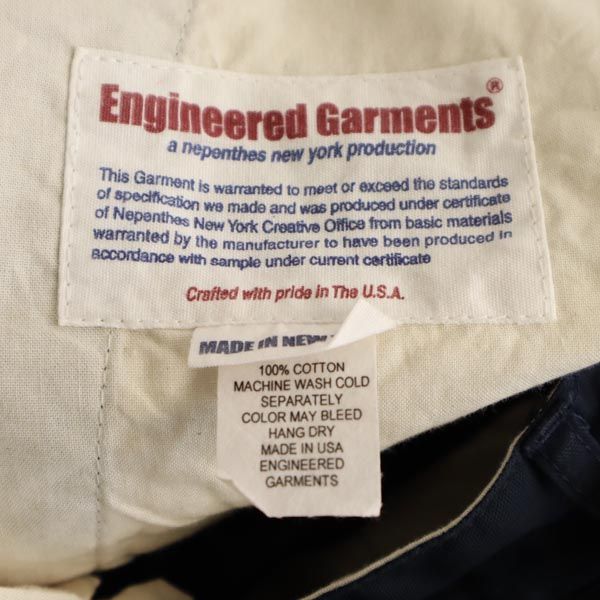 Engineered Garments®
a nepenthes new york production
This Garment is warranted to meet or exceed the standards
of specification we made and was produced under certificate
of Nepenthes New York Creative Office from basic materials
warranted by the manufacturer to have been produced in
accordance with sample under current certificate
Crafted with pride in The U.S.A.
MADE IN NEW
100% COTTON
MACHINE WASH COLD
SEPARATELY
COLOR MAY BLEED
HANG DRY
MADE IN USA
ENGINEERED
GARMENTS